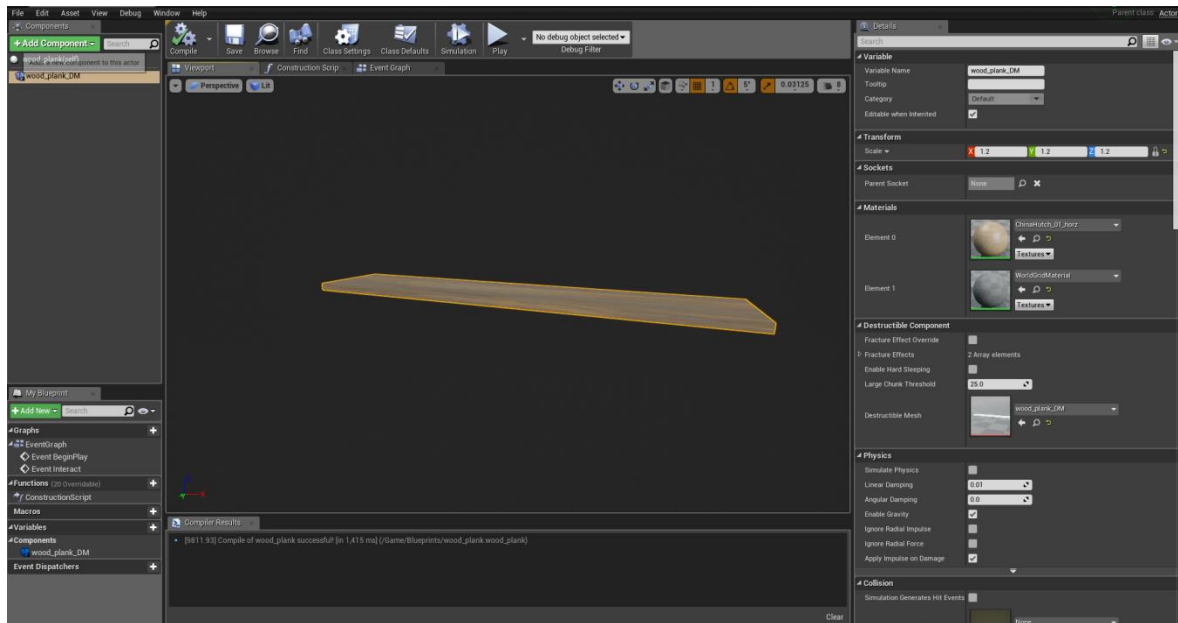 File Edit Asset View Debug Window Help
Parent class: Actor
Components
+ Add Component
Search
wood_plank(self)
Adds a new component to this actor
wood_plank_DM
Compile
Save
Browse
Find
Class Settings
Class Defaults
Simulation
Play
No debug object selected
Debug Filter
Viewport
Construction Scrip
Event Graph
Perspective
Lit
1
5°
0.03125
8
Z
X
Compiler Results
[9811.93] Compile of wood_plank successful! [in 1,415 ms] (/Game/Blueprints/wood_plank.wood_plank)
Clear
My Blueprint
+ Add New
Search
Graphs
EventGraph
Event BeginPlay
Event Interact
Functions (20 Overridable)
ConstructionScript
Macros
Variables
Components
wood_plank_DM
Event Dispatchers
Details
Search
Variable
Variable Name wood_plank_DM
Tooltip
Category Default
Editable when Inherited
Transform
Scale X 1.2 Y 1.2 Z 1.2
Sockets
Parent Socket None
Materials
Element 0 ChinaHutch_01_horz
Textures
Element 1 WorldGridMaterial
Textures
Destructible Component
Fracture Effect Override
Fracture Effects 2 Array elements
Enable Hard Sleeping
Large Chunk Threshold 25.0
Destructible Mesh wood_plank_DM
Physics
Simulate Physics
Linear Damping 0.01
Angular Damping 0.0
Enable Gravity
Ignore Radial Impulse
Ignore Radial Force
Apply Impulse on Damage
Collision
Simulation Generates Hit Events
None